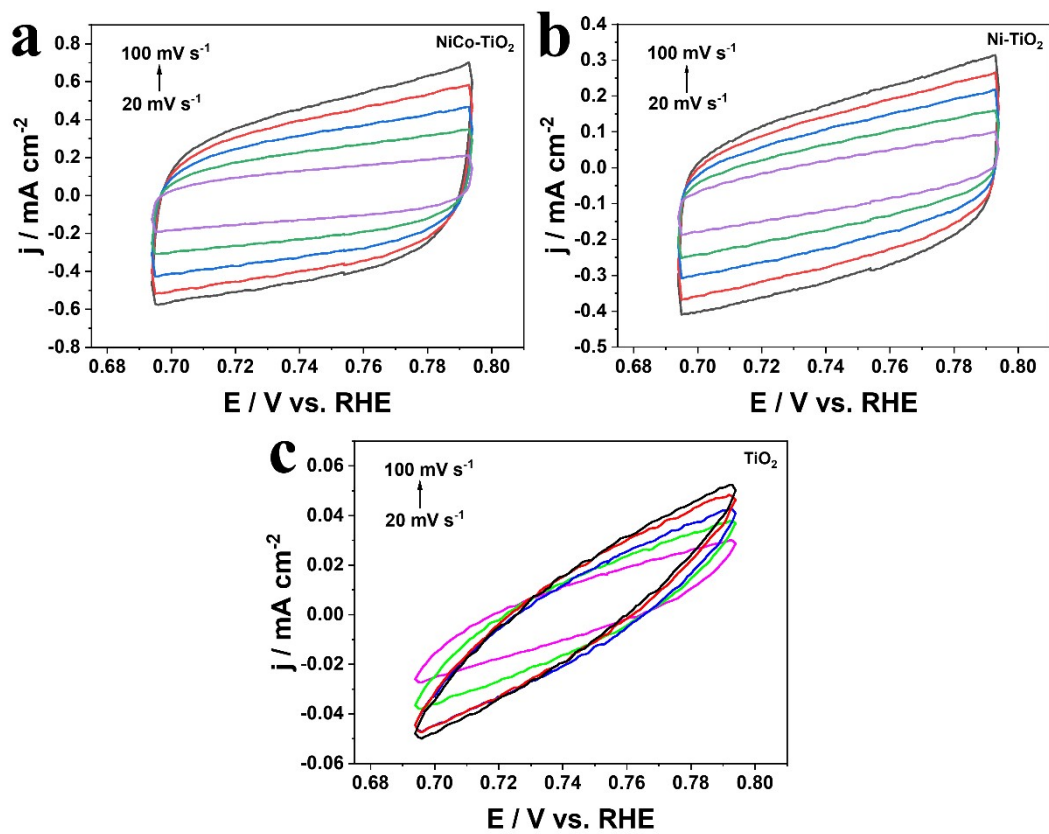 a
NiCo-TiO₂
100 mV s⁻¹
20 mV s⁻¹
0.8
0.6
0.4
0.2
0.0
-0.2
-0.4
-0.6
-0.8
j / mA cm⁻²
0.68 0.70 0.72 0.74 0.76 0.78 0.80
E / V vs. RHE
b
Ni-TiO₂
100 mV s⁻¹
20 mV s⁻¹
0.4
0.3
0.2
0.1
0.0
-0.1
-0.2
-0.3
-0.4
-0.5
j / mA cm⁻²
0.68 0.70 0.72 0.74 0.76 0.78 0.80
E / V vs. RHE
c
TiO₂
100 mV s⁻¹
20 mV s⁻¹
0.06
0.04
0.02
0.00
-0.02
-0.04
-0.06
j / mA cm⁻²
0.68 0.70 0.72 0.74 0.76 0.78 0.80
E / V vs. RHE